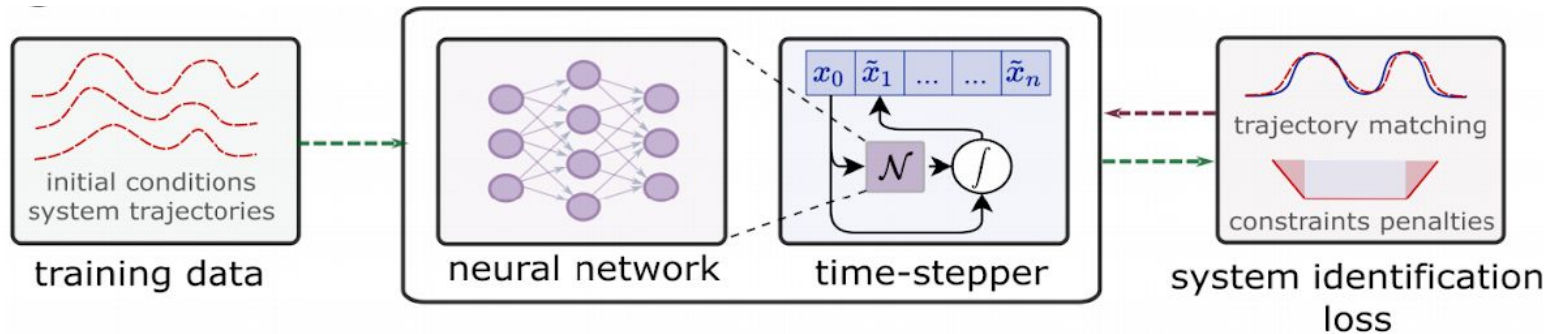 initial conditions
system trajectories
training data
neural network
x₀ x̃₁ ... ... x̃ₙ
𝒩 ∫
time-stepper
trajectory matching
constraints penalties
system identification
loss